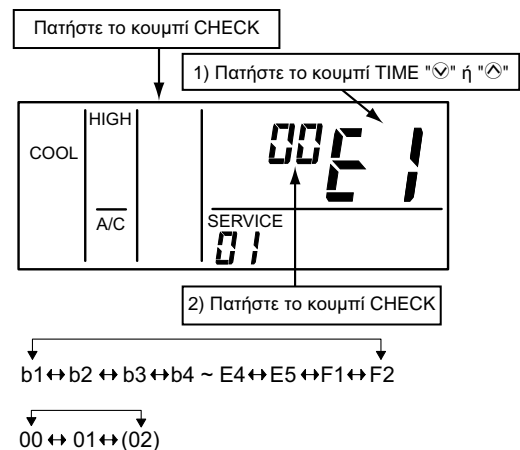 Πατήστε το κουμπί CHECK
1) Πατήστε το κουμπί TIME "⌵" ή "⌃"
HIGH
COOL
00 E1
A/C
SERVICE
01
2) Πατήστε το κουμπί CHECK
b1↔b2 ↔ b3 ↔b4 ~ E4↔E5 ↔F1↔F2
00 ↔ 01↔(02)